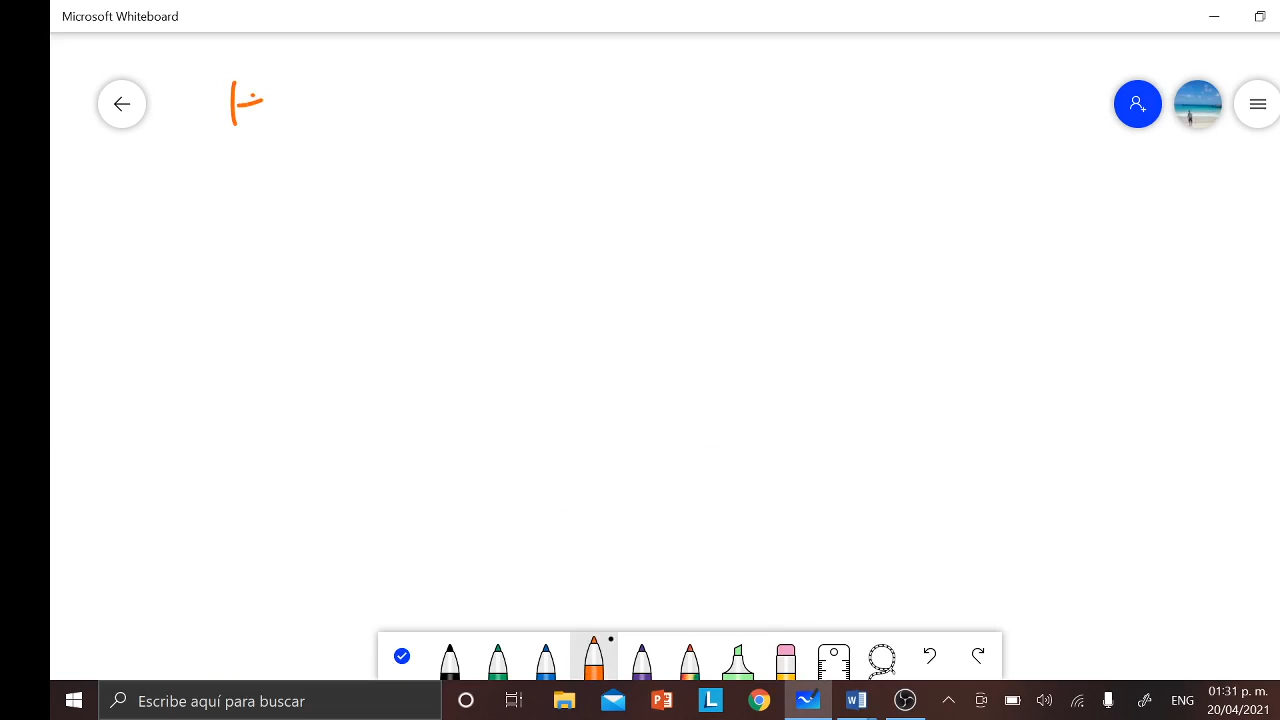 Microsoft Whiteboard
Escribe aquí para buscar
L
ENG
01:31 p. m.
20/04/2021